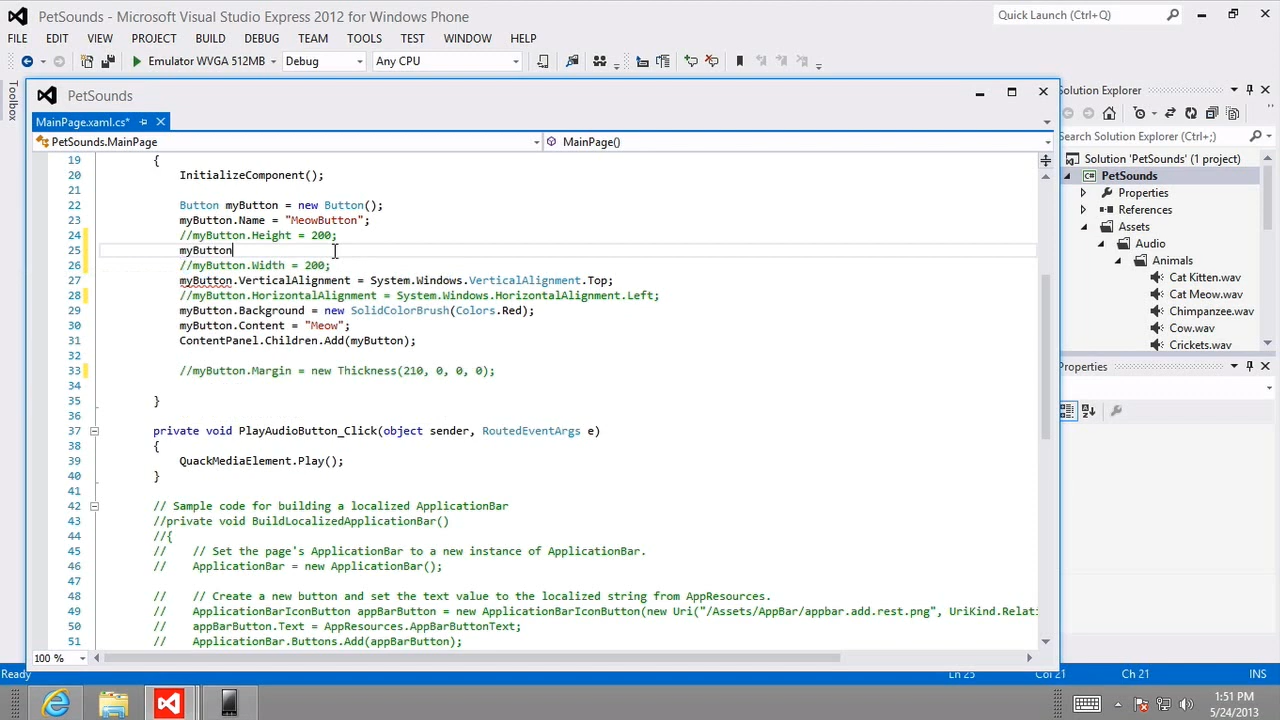 PetSounds - Microsoft Visual Studio Express 2012 for Windows Phone
Quick Launch (Ctrl+Q)
FILE EDIT VIEW PROJECT BUILD DEBUG TEAM TOOLS TEST WINDOW HELP
Emulator WVGA 512MB Debug Any CPU
Toolbox
PetSounds
MainPage.xaml.cs*
PetSounds.MainPage MainPage()
19 {
20 InitializeComponent();
21
22 Button myButton = new Button();
23 myButton.Name = "MeowButton";
24 //myButton.Height = 200;
25 myButton
26 //myButton.Width = 200;
27 myButton.VerticalAlignment = System.Windows.VerticalAlignment.Top;
28 //myButton.HorizontalAlignment = System.Windows.HorizontalAlignment.Left;
29 myButton.Background = new SolidColorBrush(Colors.Red);
30 myButton.Content = "Meow";
31 ContentPanel.Children.Add(myButton);
32
33 //myButton.Margin = new Thickness(210, 0, 0, 0);
34
35 }
36
37 private void PlayAudioButton_Click(object sender, RoutedEventArgs e)
38 {
39 QuackMediaElement.Play();
40 }
41
42 // Sample code for building a localized ApplicationBar
43 //private void BuildLocalizedApplicationBar()
44 //{
45 // // Set the page's ApplicationBar to a new instance of ApplicationBar.
46 // ApplicationBar = new ApplicationBar();
47
48 // // Create a new button and set the text value to the localized string from AppResources.
49 // ApplicationBarIconButton appBarButton = new ApplicationBarIconButton(new Uri("/Assets/AppBar/appbar.add.rest.png", UriKind.Relati
50 // appBarButton.Text = AppResources.AppBarButtonText;
51 // ApplicationBar.Buttons.Add(appBarButton);
100 %
Solution Explorer
Search Solution Explorer (Ctrl+;)
Solution 'PetSounds' (1 project)
C# PetSounds
Properties
References
Assets
Audio
Animals
Cat Kitten.wav
Cat Meow.wav
Chimpanzee.wav
Cow.wav
Crickets.wav
Properties
Ready Ln 25 Col 21 Ch 21 INS
1:51 PM
5/24/2013